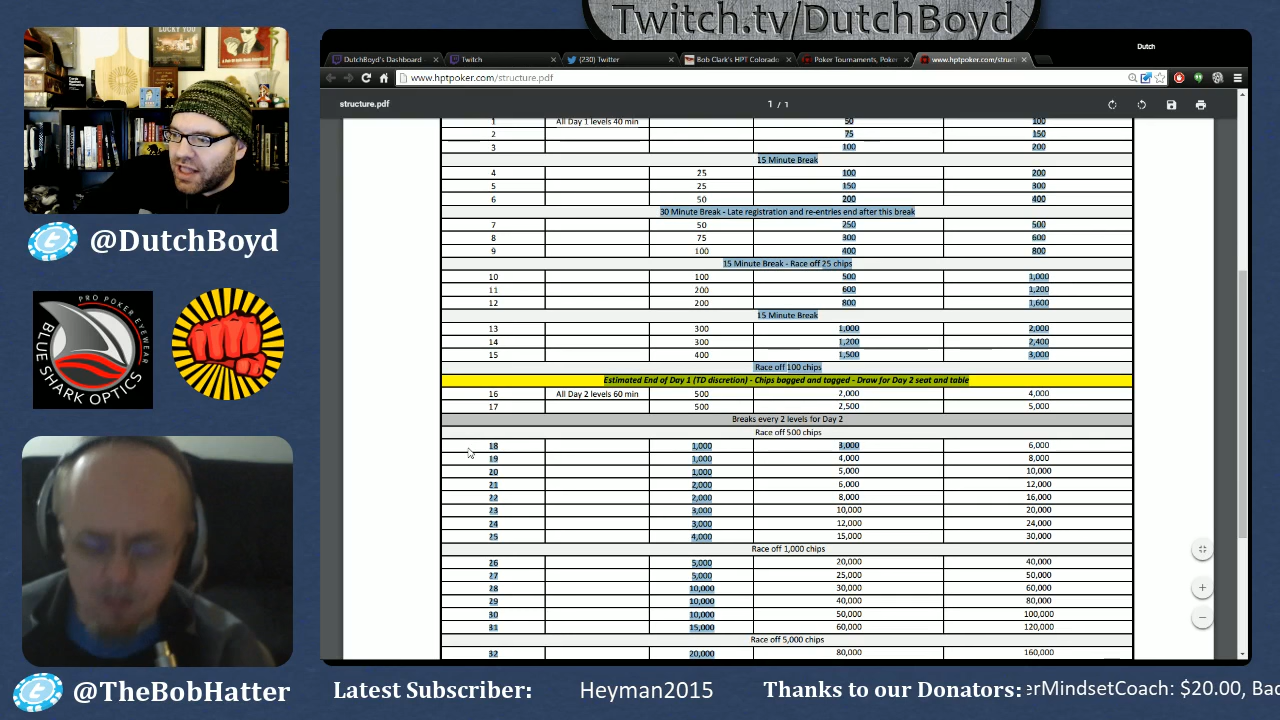 Twitch.tv/DutchBoyd
Dutch
DutchBoyd's Dashboard
Twitch
(230) Twitter
Bob Clark's HPT Colorado
Poker Tournaments, Poker
www.hptpoker.com/struct
www.hptpoker.com/structure.pdf
structure.pdf
1 / 1
1 All Day 1 levels 40 min 50 100
2 75 150
3 100 200
15 Minute Break
4 25 100 200
5 25 150 300
6 50 200 400
30 Minute Break - Late registration and re-entries end after this break
7 50 250 500
8 75 300 600
9 100 400 800
15 Minute Break - Race off 25 chips
10 100 500 1,000
11 200 600 1,200
12 200 800 1,600
15 Minute Break
13 300 1,000 2,000
14 300 1,200 2,400
15 400 1,500 3,000
Race off 100 chips
Estimated End of Day 1 (TD discretion) - Chips bagged and tagged - Draw for Day 2 seat and table
16 All Day 2 levels 60 min 500 2,000 4,000
17 500 2,500 5,000
Breaks every 2 levels for Day 2
Race off 500 chips
18 1,000 3,000 6,000
19 1,000 4,000 8,000
20 1,000 5,000 10,000
21 2,000 6,000 12,000
22 2,000 8,000 16,000
23 3,000 10,000 20,000
24 3,000 12,000 24,000
25 4,000 15,000 30,000
Race off 1,000 chips
26 5,000 20,000 40,000
27 5,000 25,000 50,000
28 10,000 30,000 60,000
29 10,000 40,000 80,000
30 10,000 50,000 100,000
31 15,000 60,000 120,000
Race off 5,000 chips
32 20,000 80,000 160,000
LUCKY YOU
@DutchBoyd
PRO POKER EYEWEAR
BLUE SHARK OPTICS
@TheBobHatter
Latest Subscriber: Heyman2015
Thanks to our Donators: erMindsetCoach: $20.00, Bad